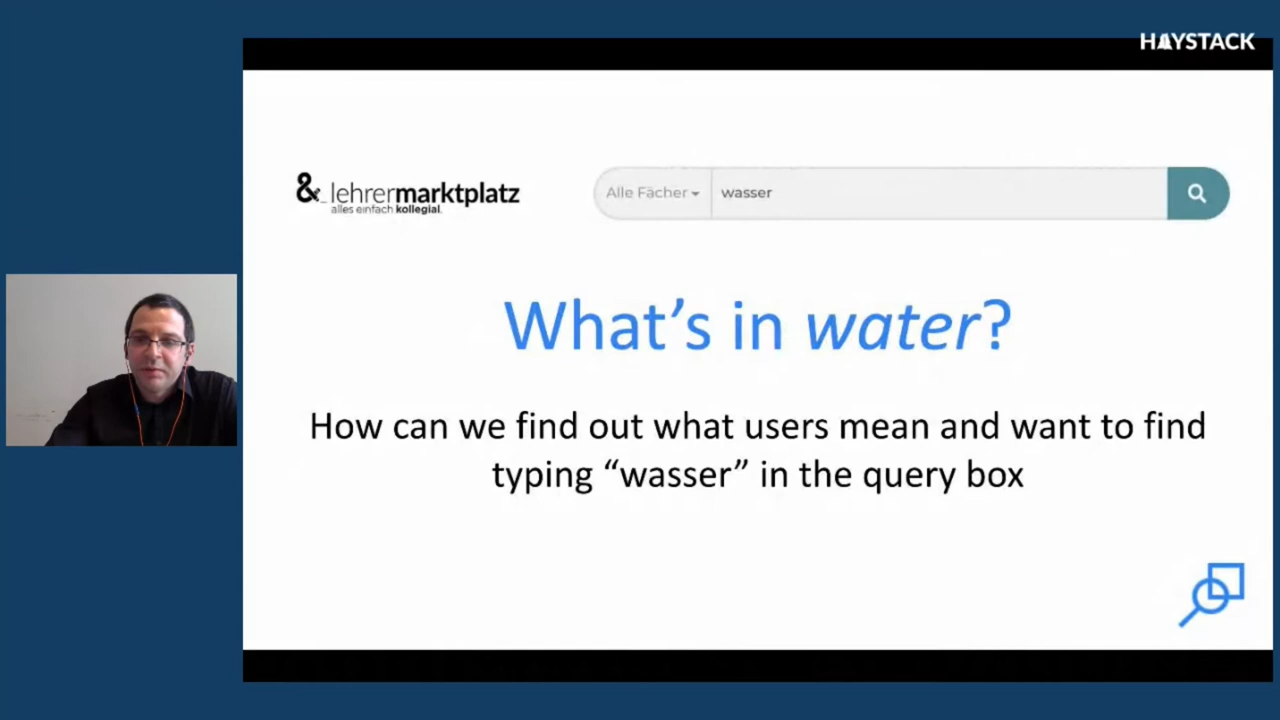 HAYSTACK
&_lehrermarktplatz
alles einfach kollegial.
Alle Fächer
wasser
What's in water?
How can we find out what users mean and want to find
typing “wasser” in the query box